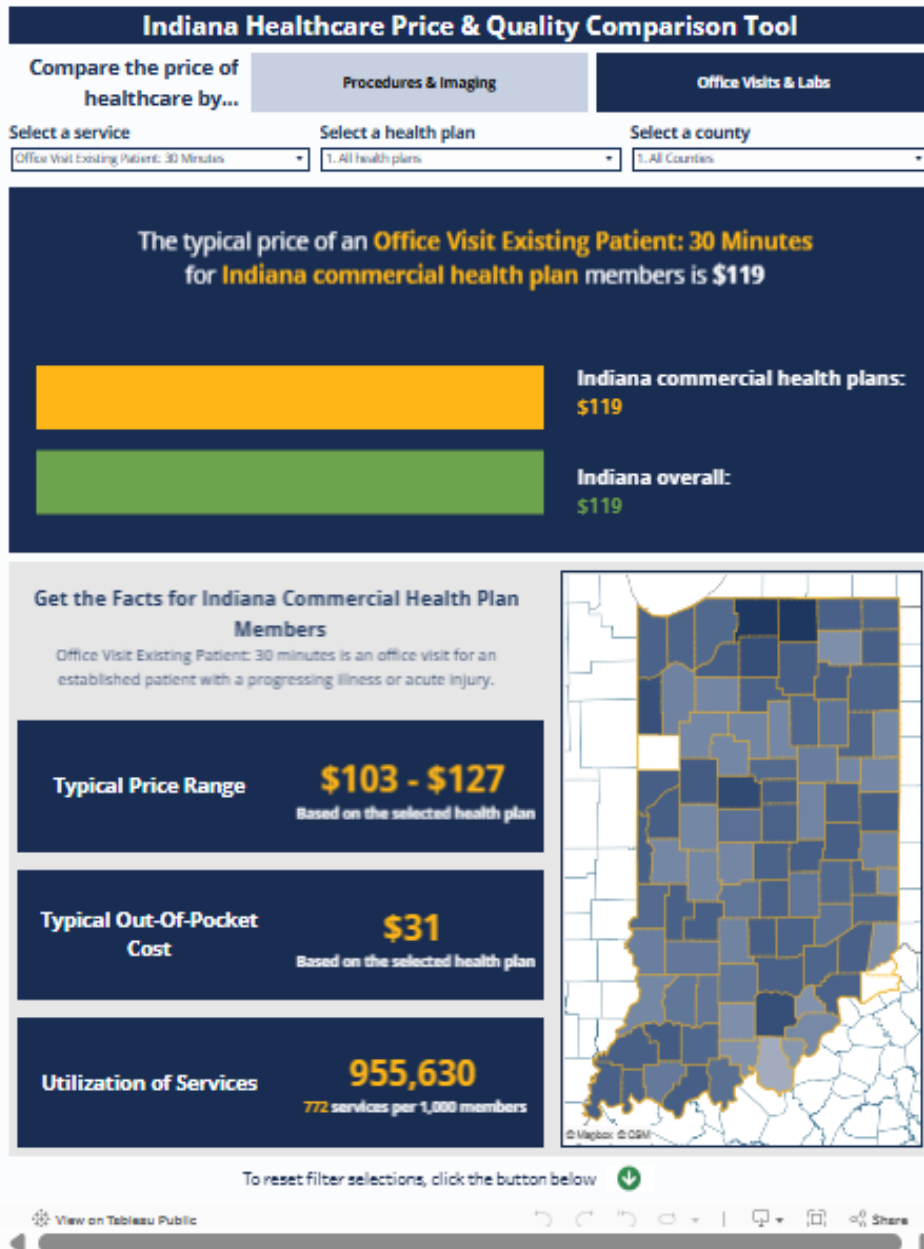 Indiana Healthcare Price & Quality Comparison Tool
Compare the price of
healthcare by...
Procedures & Imaging
Office Visits & Labs
Select a service
Select a health plan
Select a county
Office Visit Existing Patient: 30 Minutes
1. All health plans
1. All Counties
The typical price of an Office Visit Existing Patient: 30 Minutes
for Indiana commercial health plan members is $119
Indiana commercial health plans:
$119
Indiana overall:
$119
Get the Facts for Indiana Commercial Health Plan
Members
Office Visit Existing Patient: 30 minutes is an office visit for an
established patient with a progressing illness or acute injury.
Typical Price Range
$103 - $127
Based on the selected health plan
Typical Out-Of-Pocket
Cost
$31
Based on the selected health plan
Utilization of Services
955,630
772 services per 1,000 members
© Mapbox © OSM
To reset filter selections, click the button below
View on Tableau Public
Share